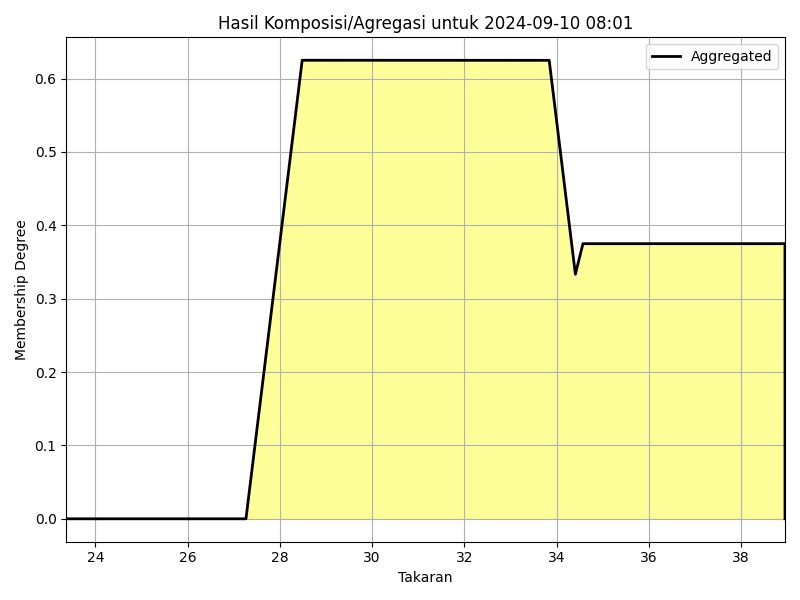 Hasil Komposisi/Agregasi untuk 2024-09-10 08:01
Aggregated
0.6
0.5
0.4
0.3
0.2
0.1
0.0
Membership Degree
24 26 28 30 32 34 36 38
Takaran